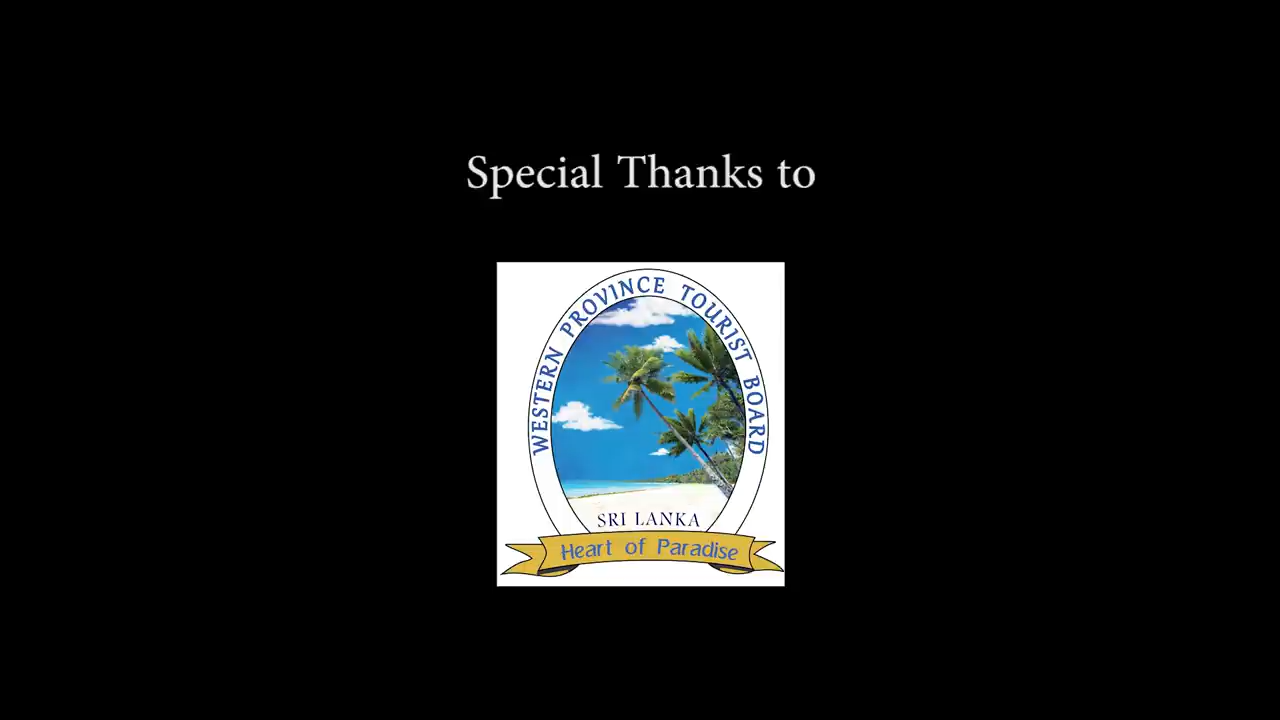 Special Thanks to
WESTERN PROVINCE TOURIST BOARD
SRI LANKA
Heart of Paradise